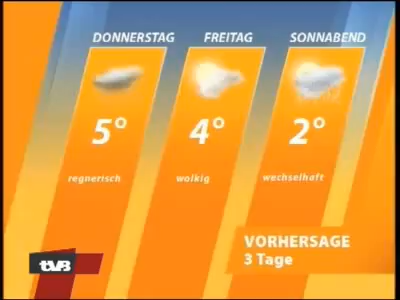 DONNERSTAG FREITAG SONNABEND
5° 4° 2°
regnerisch wolkig wechselhaft
VORHERSAGE
3 Tage
tvB